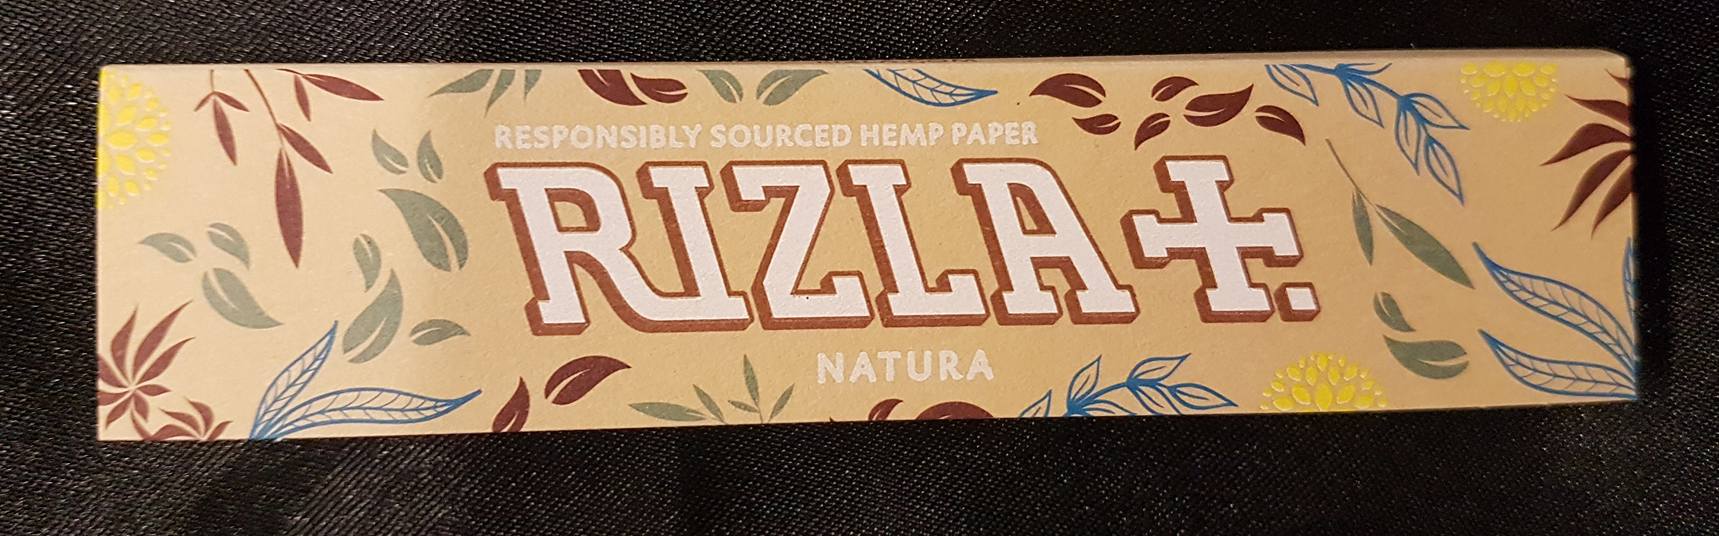 RESPONSIBLY SOURCED HEMP PAPER
RIZLA+.
NATURA